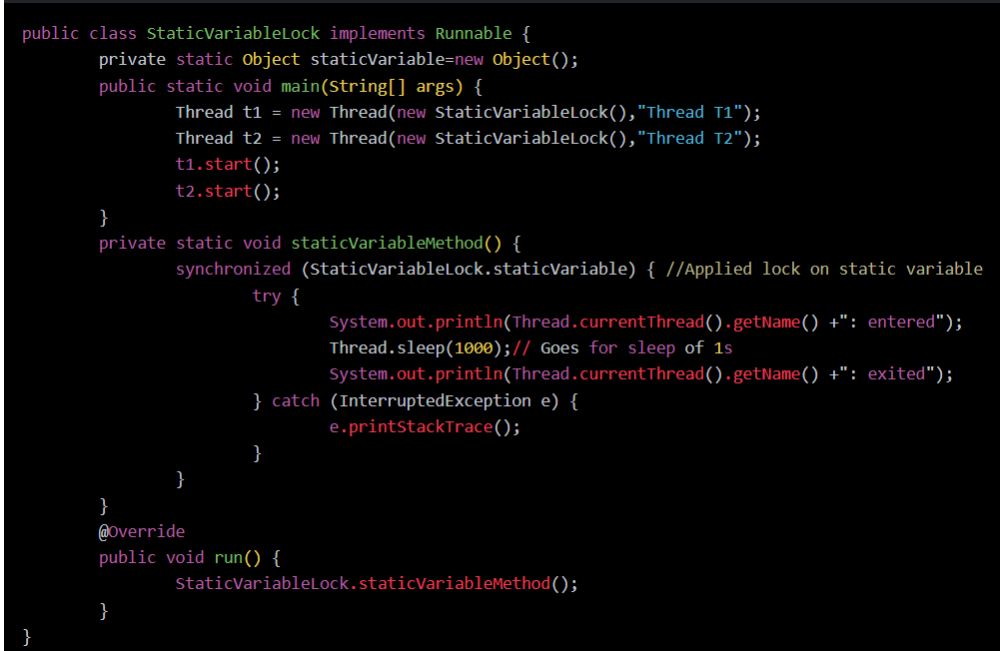 public class StaticVariableLock implements Runnable {
private static Object staticVariable=new Object();
public static void main(String[] args) {
Thread t1 = new Thread(new StaticVariableLock(),"Thread T1");
Thread t2 = new Thread(new StaticVariableLock(),"Thread T2");
t1.start();
t2.start();
}
private static void staticVariableMethod() {
synchronized (StaticVariableLock.staticVariable) { //Applied lock on static variable
try {
System.out.println(Thread.currentThread().getName() +": entered");
Thread.sleep(1000);// Goes for sleep of 1s
System.out.println(Thread.currentThread().getName() +": exited");
} catch (InterruptedException e) {
e.printStackTrace();
}
}
}
@Override
public void run() {
StaticVariableLock.staticVariableMethod();
}
}